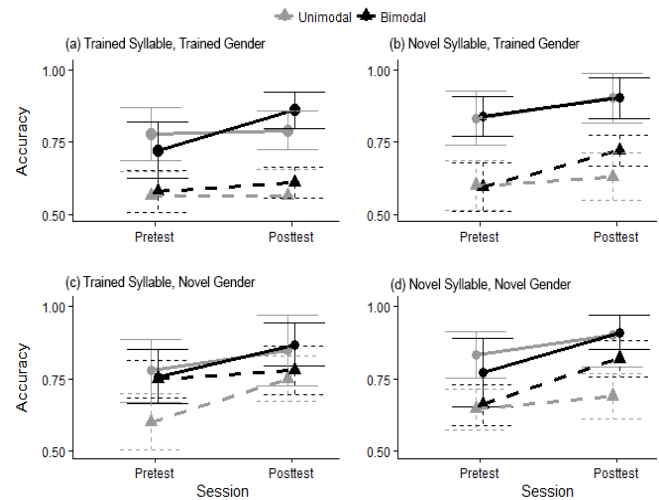 Unimodal Bimodal
(a) Trained Syllable, Trained Gender
(b) Novel Syllable, Trained Gender
Accuracy
1.00
0.75
0.50
Pretest Posttest
1.00
0.75
0.50
Pretest Posttest
(c) Trained Syllable, Novel Gender
(d) Novel Syllable, Novel Gender
Accuracy
1.00
0.75
0.50
Pretest Posttest
Session
1.00
0.75
0.50
Pretest Posttest
Session